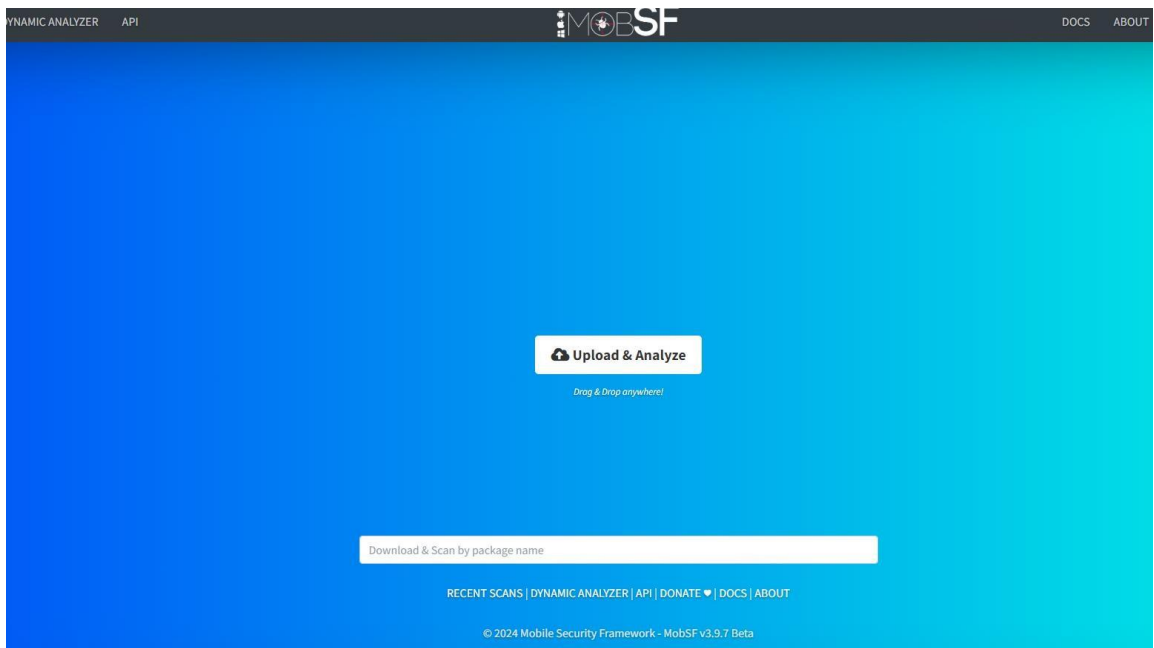 DYNAMIC ANALYZER API MOBSF DOCS ABOUT
Upload & Analyze
Drag & Drop anywhere!
Download & Scan by package name
RECENT SCANS | DYNAMIC ANALYZER | API | DONATE ♥ | DOCS | ABOUT
© 2024 Mobile Security Framework - MobSF v3.9.7 Beta